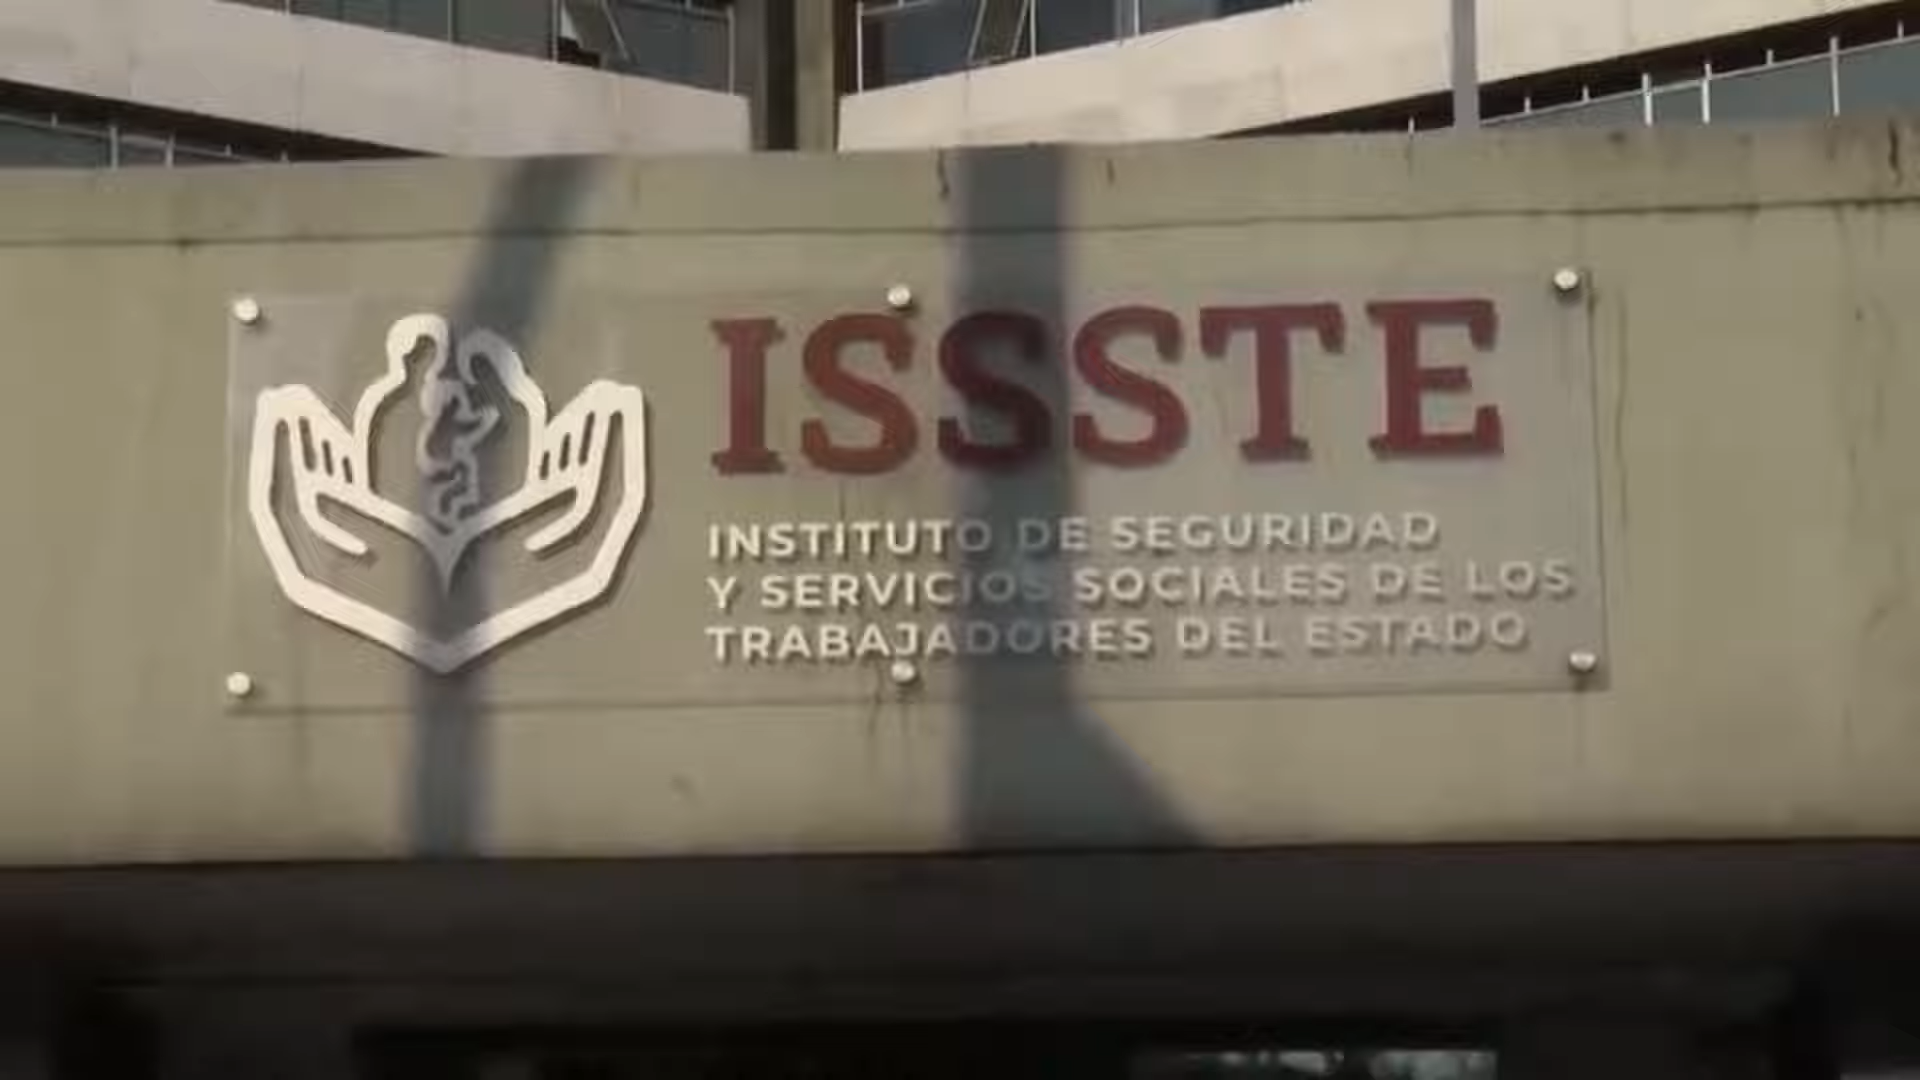 ISSSTE
INSTITUTO DE SEGURIDAD
Y SERVICIOS SOCIALES DE LOS
TRABAJADORES DEL ESTADO